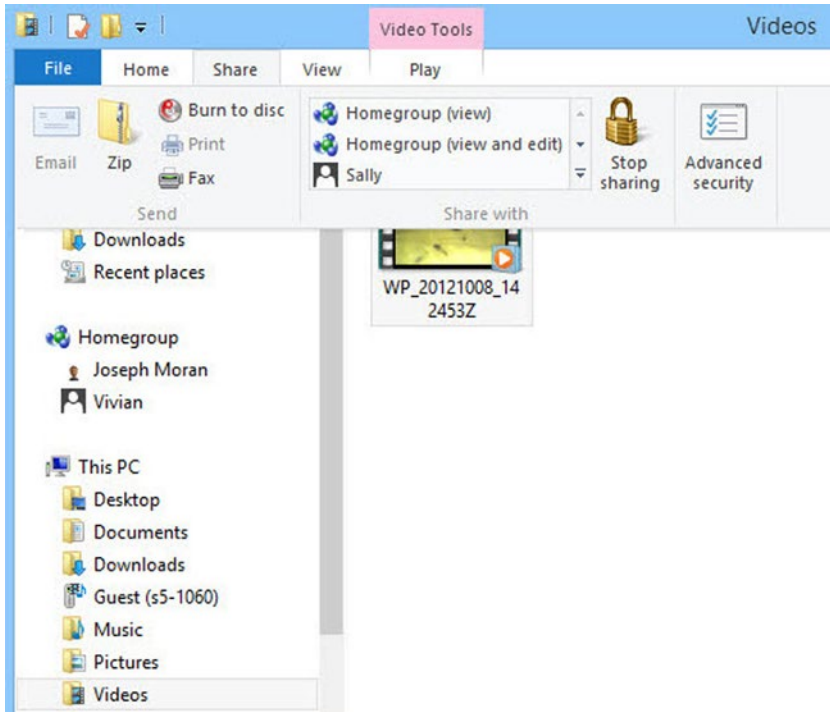 Video Tools
Videos
File Home Share View Play
Email
Zip
Burn to disc
Print
Fax
Send
Homegroup (view)
Homegroup (view and edit)
Sally
Share with
Stop
sharing
Advanced
security
Downloads
Recent places
Homegroup
Joseph Moran
Vivian
This PC
Desktop
Documents
Downloads
Guest (s5-1060)
Music
Pictures
Videos
WP_20121008_14
2453Z